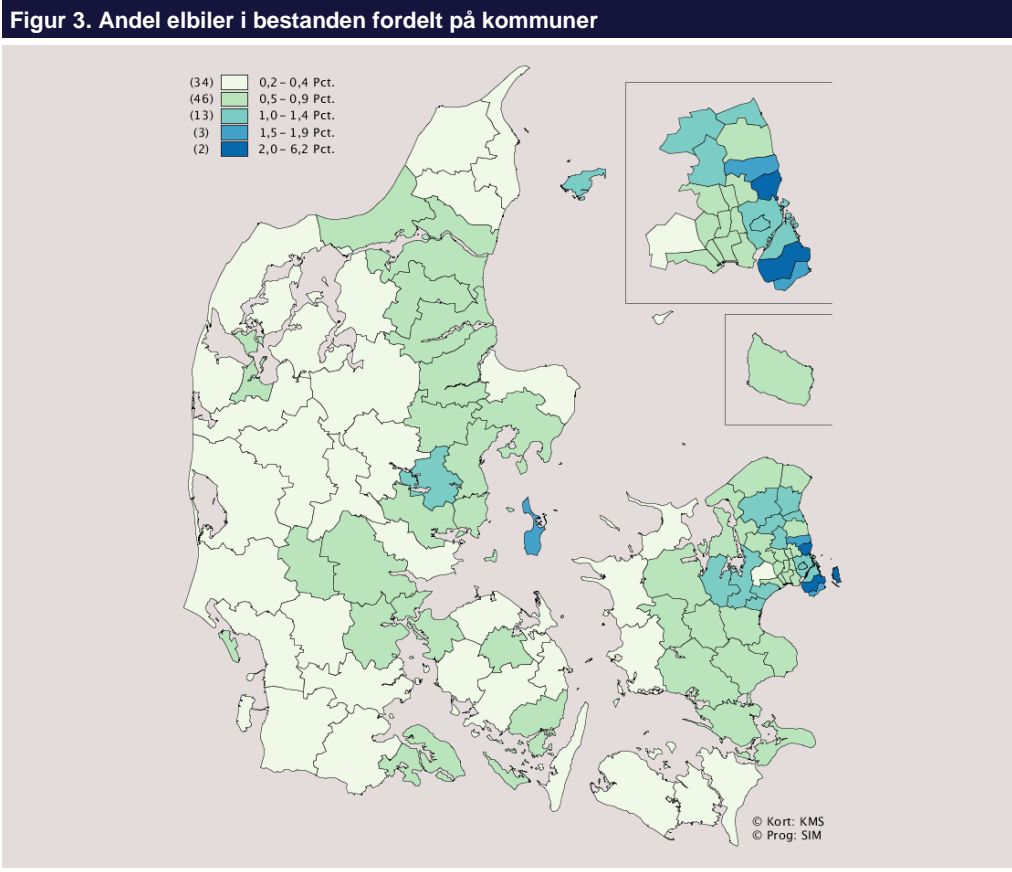 Figur 3. Andel elbiler i bestanden fordelt på kommuner
(34) 0,2 – 0,4 Pct.
(46) 0,5 – 0,9 Pct.
(13) 1,0 – 1,4 Pct.
(3) 1,5 – 1,9 Pct.
(2) 2,0 – 6,2 Pct.
© Kort: KMS
© Prog: SIM